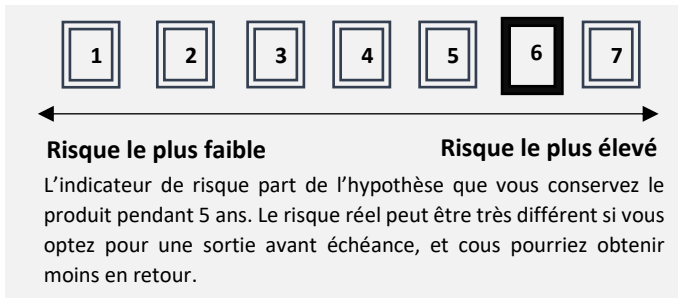 1 2 3 4 5 6 7
Risque le plus faible Risque le plus élevé
L'indicateur de risque part de l'hypothèse que vous conservez le
produit pendant 5 ans. Le risque réel peut être très différent si vous
optez pour une sortie avant échéance, et cous pourriez obtenir
moins en retour.